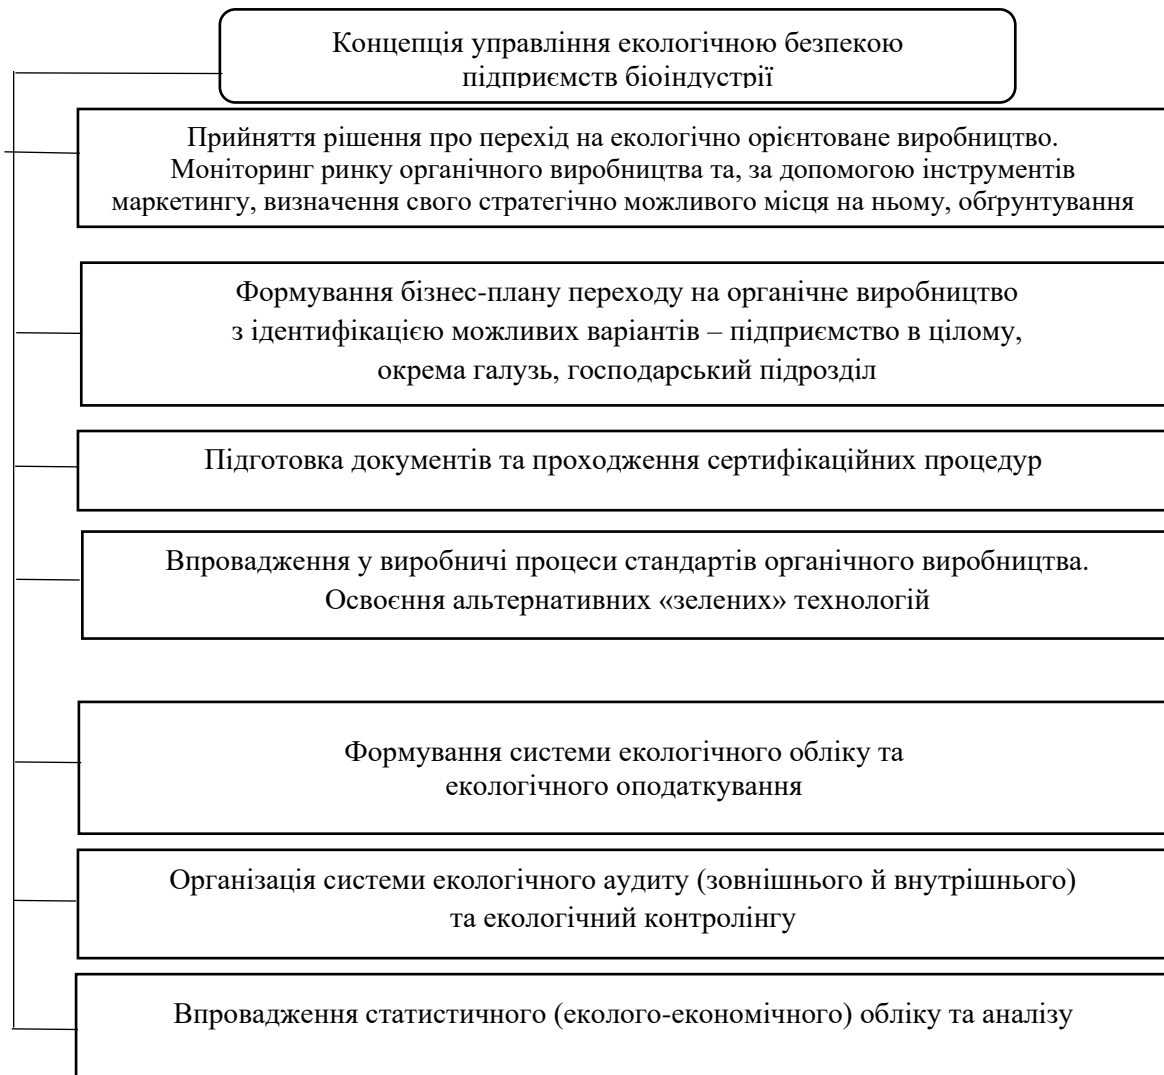 Концепція управління екологічною безпекою
підприємств біоіндустрії
Прийняття рішення про перехід на екологічно орієнтоване виробництво.
Моніторинг ринку органічного виробництва та, за допомогою інструментів
маркетингу, визначення свого стратегічно можливого місця на ньому, обґрунтування
Формування бізнес-плану переходу на органічне виробництво
з ідентифікацією можливих варіантів – підприємство в цілому,
окрема галузь, господарський підрозділ
Підготовка документів та проходження сертифікаційних процедур
Впровадження у виробничі процеси стандартів органічного виробництва.
Освоєння альтернативних «зелених» технологій
Формування системи екологічного обліку та
екологічного оподаткування
Організація системи екологічного аудиту (зовнішнього й внутрішнього)
та екологічний контролінгу
Впровадження статистичного (еколого-економічного) обліку та аналізу